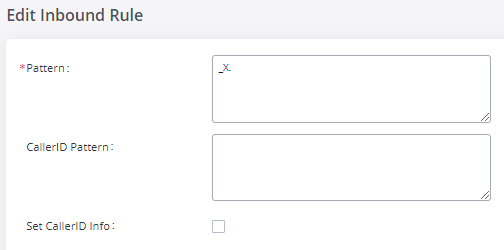 Edit Inbound Rule
*Pattern:
_X.
CallerID Pattern:
Set CallerID Info: